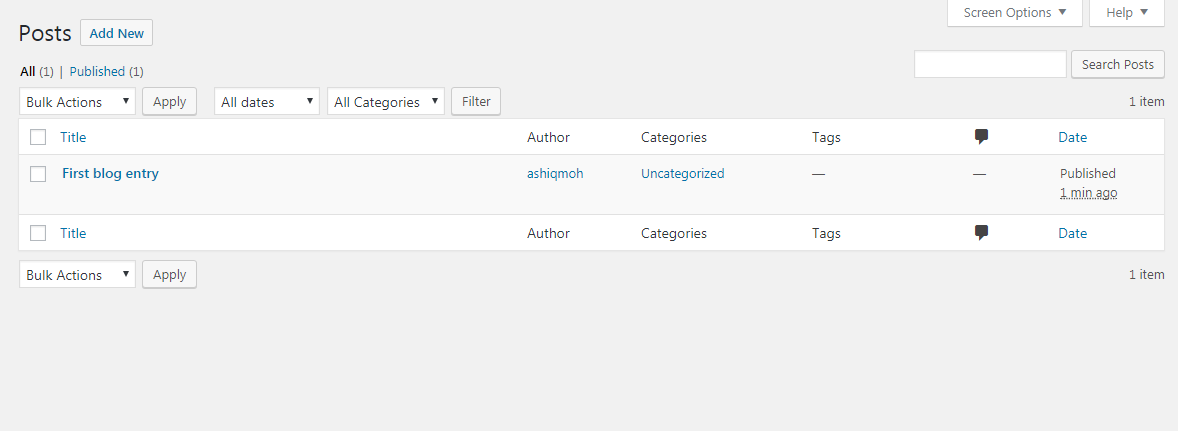 Screen Options Help
Posts Add New
All (1) | Published (1)
Search Posts
Bulk Actions Apply All dates All Categories Filter 1 item
Title Author Categories Tags Date
First blog entry ashiqmoh Uncategorized — — Published
1 min ago
Title Author Categories Tags Date
Bulk Actions Apply 1 item